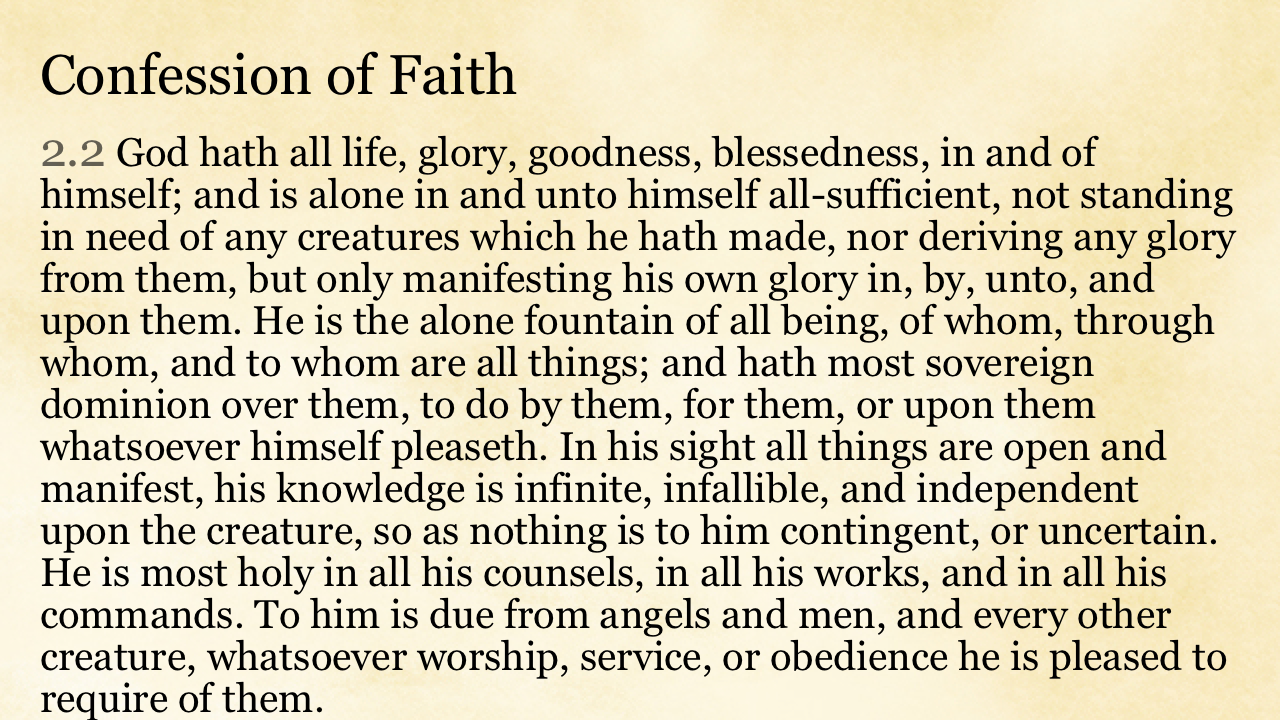 Confession of Faith
2.2 God hath all life, glory, goodness, blessedness, in and of
himself; and is alone in and unto himself all-sufficient, not standing
in need of any creatures which he hath made, nor deriving any glory
from them, but only manifesting his own glory in, by, unto, and
upon them. He is the alone fountain of all being, of whom, through
whom, and to whom are all things; and hath most sovereign
dominion over them, to do by them, for them, or upon them
whatsoever himself pleaseth. In his sight all things are open and
manifest, his knowledge is infinite, infallible, and independent
upon the creature, so as nothing is to him contingent, or uncertain.
He is most holy in all his counsels, in all his works, and in all his
commands. To him is due from angels and men, and every other
creature, whatsoever worship, service, or obedience he is pleased to
require of them.